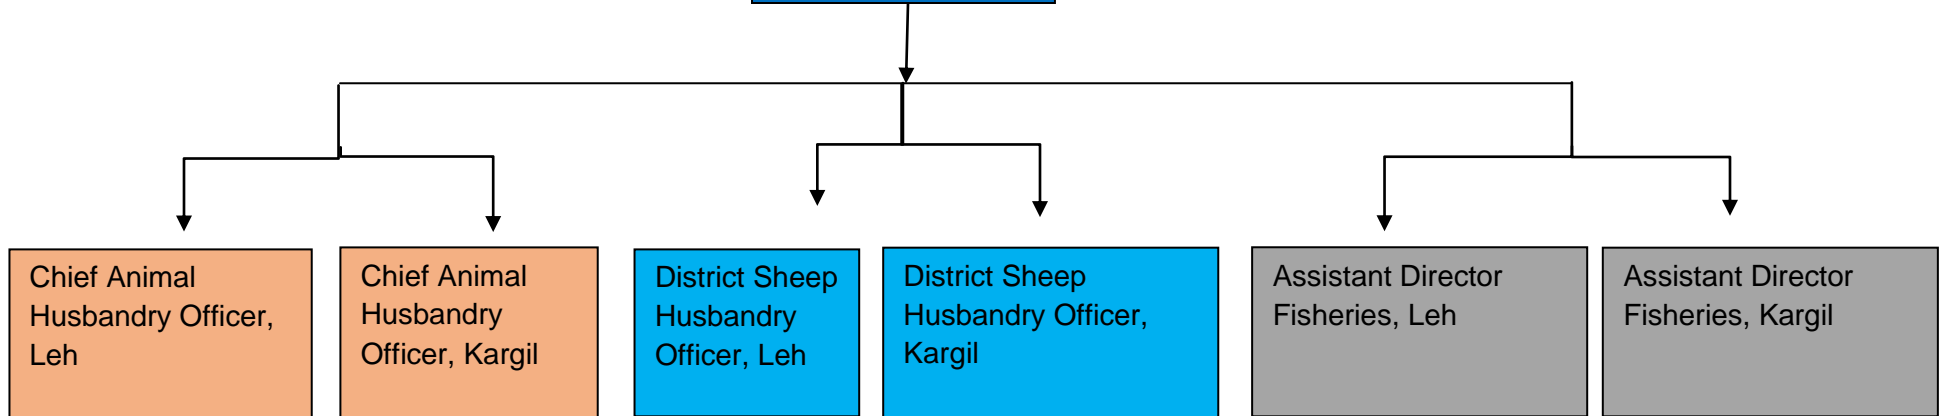 Chief Animal
Husbandry Officer,
Leh
Chief Animal
Husbandry
Officer, Kargil
District Sheep
Husbandry
Officer, Leh
District Sheep
Husbandry Officer,
Kargil
Assistant Director
Fisheries, Leh
Assistant Director
Fisheries, Kargil